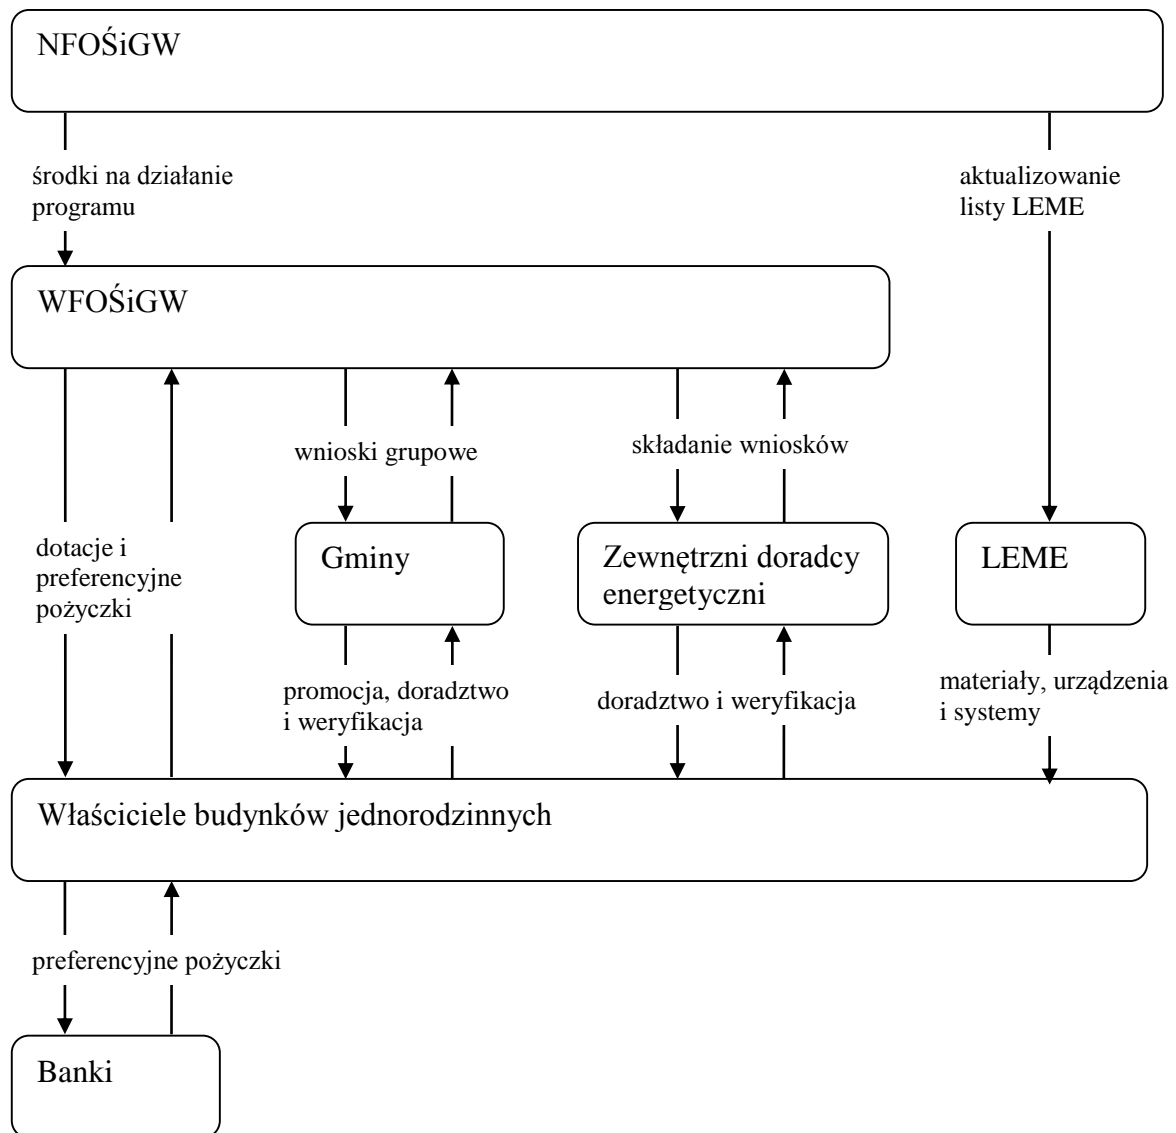 NFOŚiGW
środki na działanie
programu
aktualizowanie
listy LEME
WFOŚiGW
wnioski grupowe
składanie wniosków
dotacje i
preferencyjne
pożyczki
Gminy
Zewnętrzni doradcy
energetyczni
LEME
promocja, doradztwo
i weryfikacja
doradztwo i weryfikacja
materiały, urządzenia
i systemy
Właściciele budynków jednorodzinnych
preferencyjne pożyczki
Banki